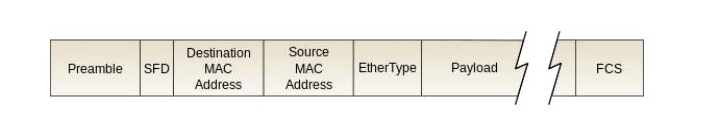 Preamble
SFD
Destination
MAC
Address
Source
MAC
Address
EtherType
Payload
FCS